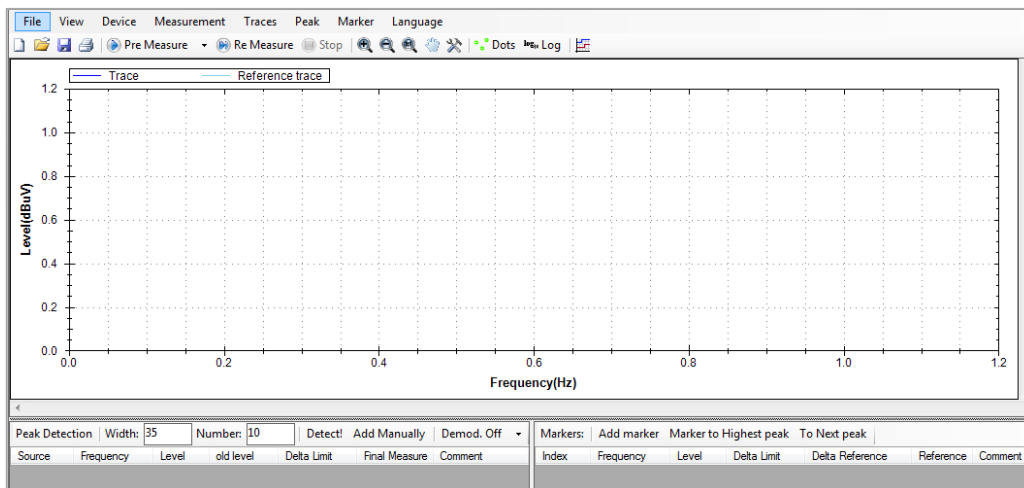 File View Device Measurement Traces Peak Marker Language
Pre Measure Re Measure Stop Dots Log
Trace Reference trace
1.2
1.0
0.8
0.6
0.4
0.2
0.0
Level(dBuV)
0.0 0.2 0.4 0.6 0.8 1.0 1.2
Frequency(Hz)
Peak Detection Width: 35 Number: 10 Detect! Add Manually Demod. Off Markers: Add marker Marker to Highest peak To Next peak
Source Frequency Level old level Delta Limit Final Measure Comment Index Frequency Level Delta Limit Delta Reference Reference Comment